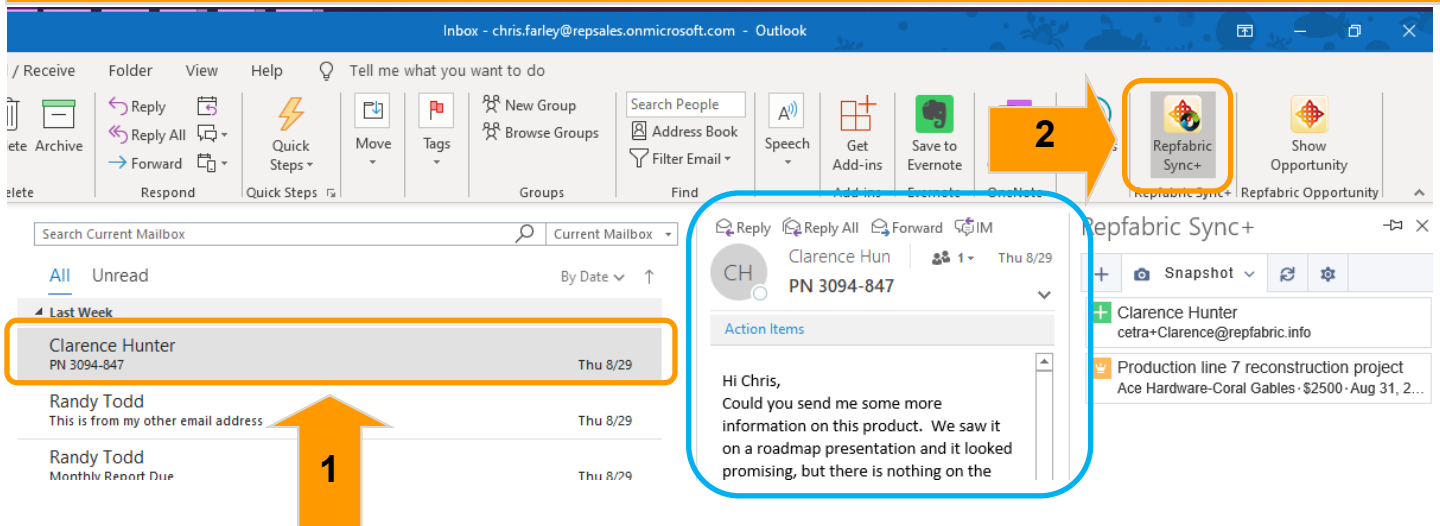 Inbox - chris.farley@repsales.onmicrosoft.com - Outlook
/ Receive Folder View Help Tell me what you want to do
Reply
Reply All
Forward
ete Archive
elete
Respond
Quick
Steps
Quick Steps
Move
Tags
New Group
Browse Groups
Groups
Search People
Address Book
Filter Email
Find
A
Speech
Get
Add-ins
Add-ins
Save to
Evernote
Evernote
OneNote
2
Repfabric
Sync+
Repfabric Sync+
Show
Opportunity
Repfabric Opportunity
Search Current Mailbox
Current Mailbox
All Unread By Date
Last Week
Clarence Hunter
PN 3094-847 Thu 8/29
Randy Todd
This is from my other email address Thu 8/29
Randy Todd
Monthly Report Due Thu 8/29
1
Reply Reply All Forward IM
CH
Clarence Hun 1 Thu 8/29
PN 3094-847
Action Items
Hi Chris,
Could you send me some more
information on this product. We saw it
on a roadmap presentation and it looked
promising, but there is nothing on the
Repfabric Sync+
Snapshot
Clarence Hunter
cetra+Clarence@repfabric.info
Production line 7 reconstruction project
Ace Hardware-Coral Gables · $2500 · Aug 31, 2...